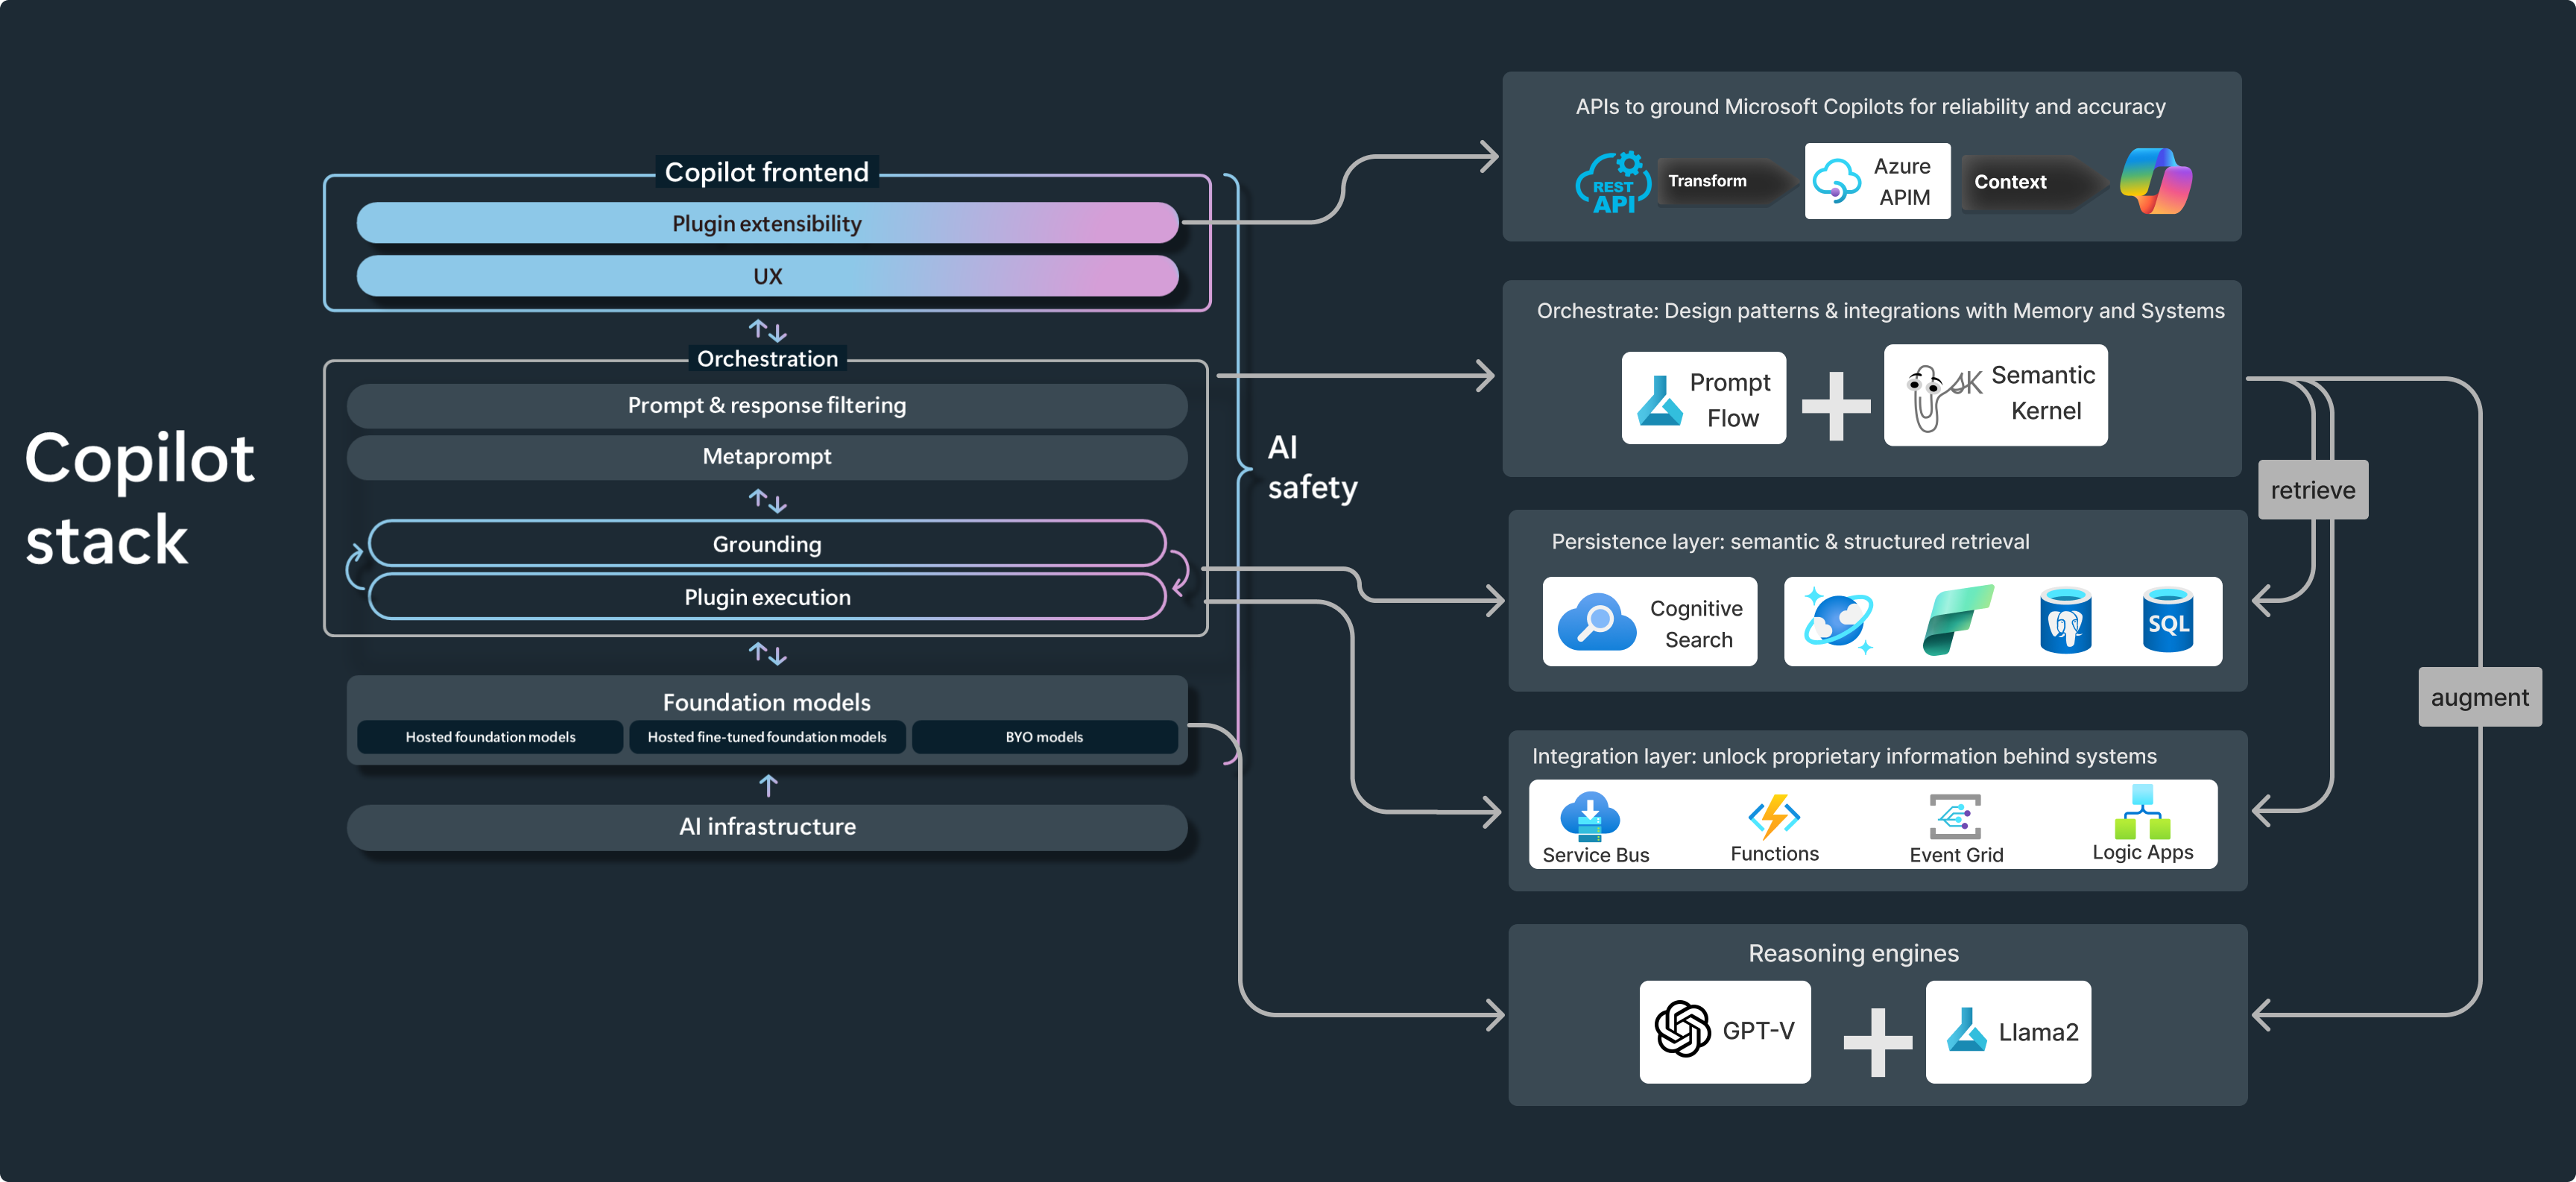 Copilot
stack
Copilot frontend
Plugin extensibility
UX
Orchestration
Prompt & response filtering
Metaprompt
Grounding
Plugin execution
Foundation models
Hosted foundation models
Hosted fine-tuned foundation models
BYO models
AI infrastructure
AI
safety
APIs to ground Microsoft Copilots for reliability and accuracy
REST
API
Transform
Azure
APIM
Context
Orchestrate: Design patterns & integrations with Memory and Systems
Prompt
Flow
SK
Semantic
Kernel
retrieve
Persistence layer: semantic & structured retrieval
Cognitive
Search
SQL
augment
Integration layer: unlock proprietary information behind systems
Service Bus
Functions
Event Grid
Logic Apps
Reasoning engines
GPT-V
Llama2